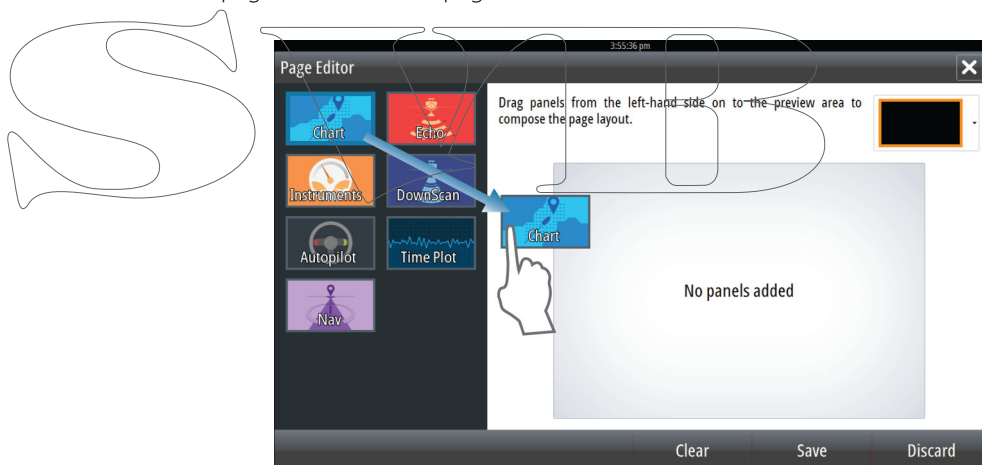 3:55:36 pm
Page Editor
Drag panels from the left-hand side on to the preview area to
compose the page layout.
Chart
Echo
Instruments
DownScan
Chart
Autopilot
Time Plot
No panels added
Nav
Clear
Save
Discard